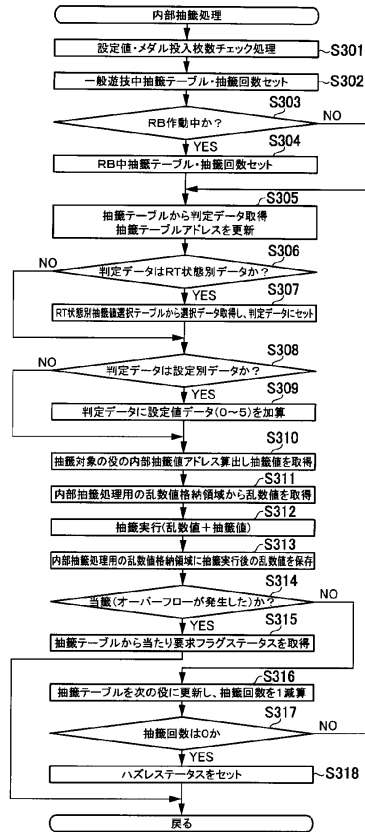 内部抽籤処理
設定値・メダル投入枚数チェック処理
S301
一般遊技中抽籤テーブル・抽籤回数セット
S302
S303
RB作動中か?
NO
YES
S304
RB中抽籤テーブル・抽籤回数セット
S305
抽籤テーブルから判定データ取得
抽籤テーブルアドレスを更新
S306
NO
判定データはRT状態別データか?
YES
S307
RT状態別抽籤値選択テーブルから選択データ取得し、判定データにセット
S308
NO
判定データは設定別データか?
YES
S309
判定データに設定値データ(0~5)を加算
S310
抽籤対象の役の内部抽籤値アドレス算出し抽籤値を取得
S311
内部抽籤処理用の乱数値格納領域から乱数値を取得
S312
抽籤実行(乱数値+抽籤値)
S313
内部抽籤処理用の乱数値格納領域に抽籤実行後の乱数値を保存
S314
当籤(オーバーフローが発生した)か?
NO
YES
S315
抽籤テーブルから当たり要求フラグステータスを取得
S316
抽籤テーブルを次の役に更新し、抽籤回数を1減算
S317
抽籤回数は0か
NO
YES
ハズレステータスをセット
S318
戻る